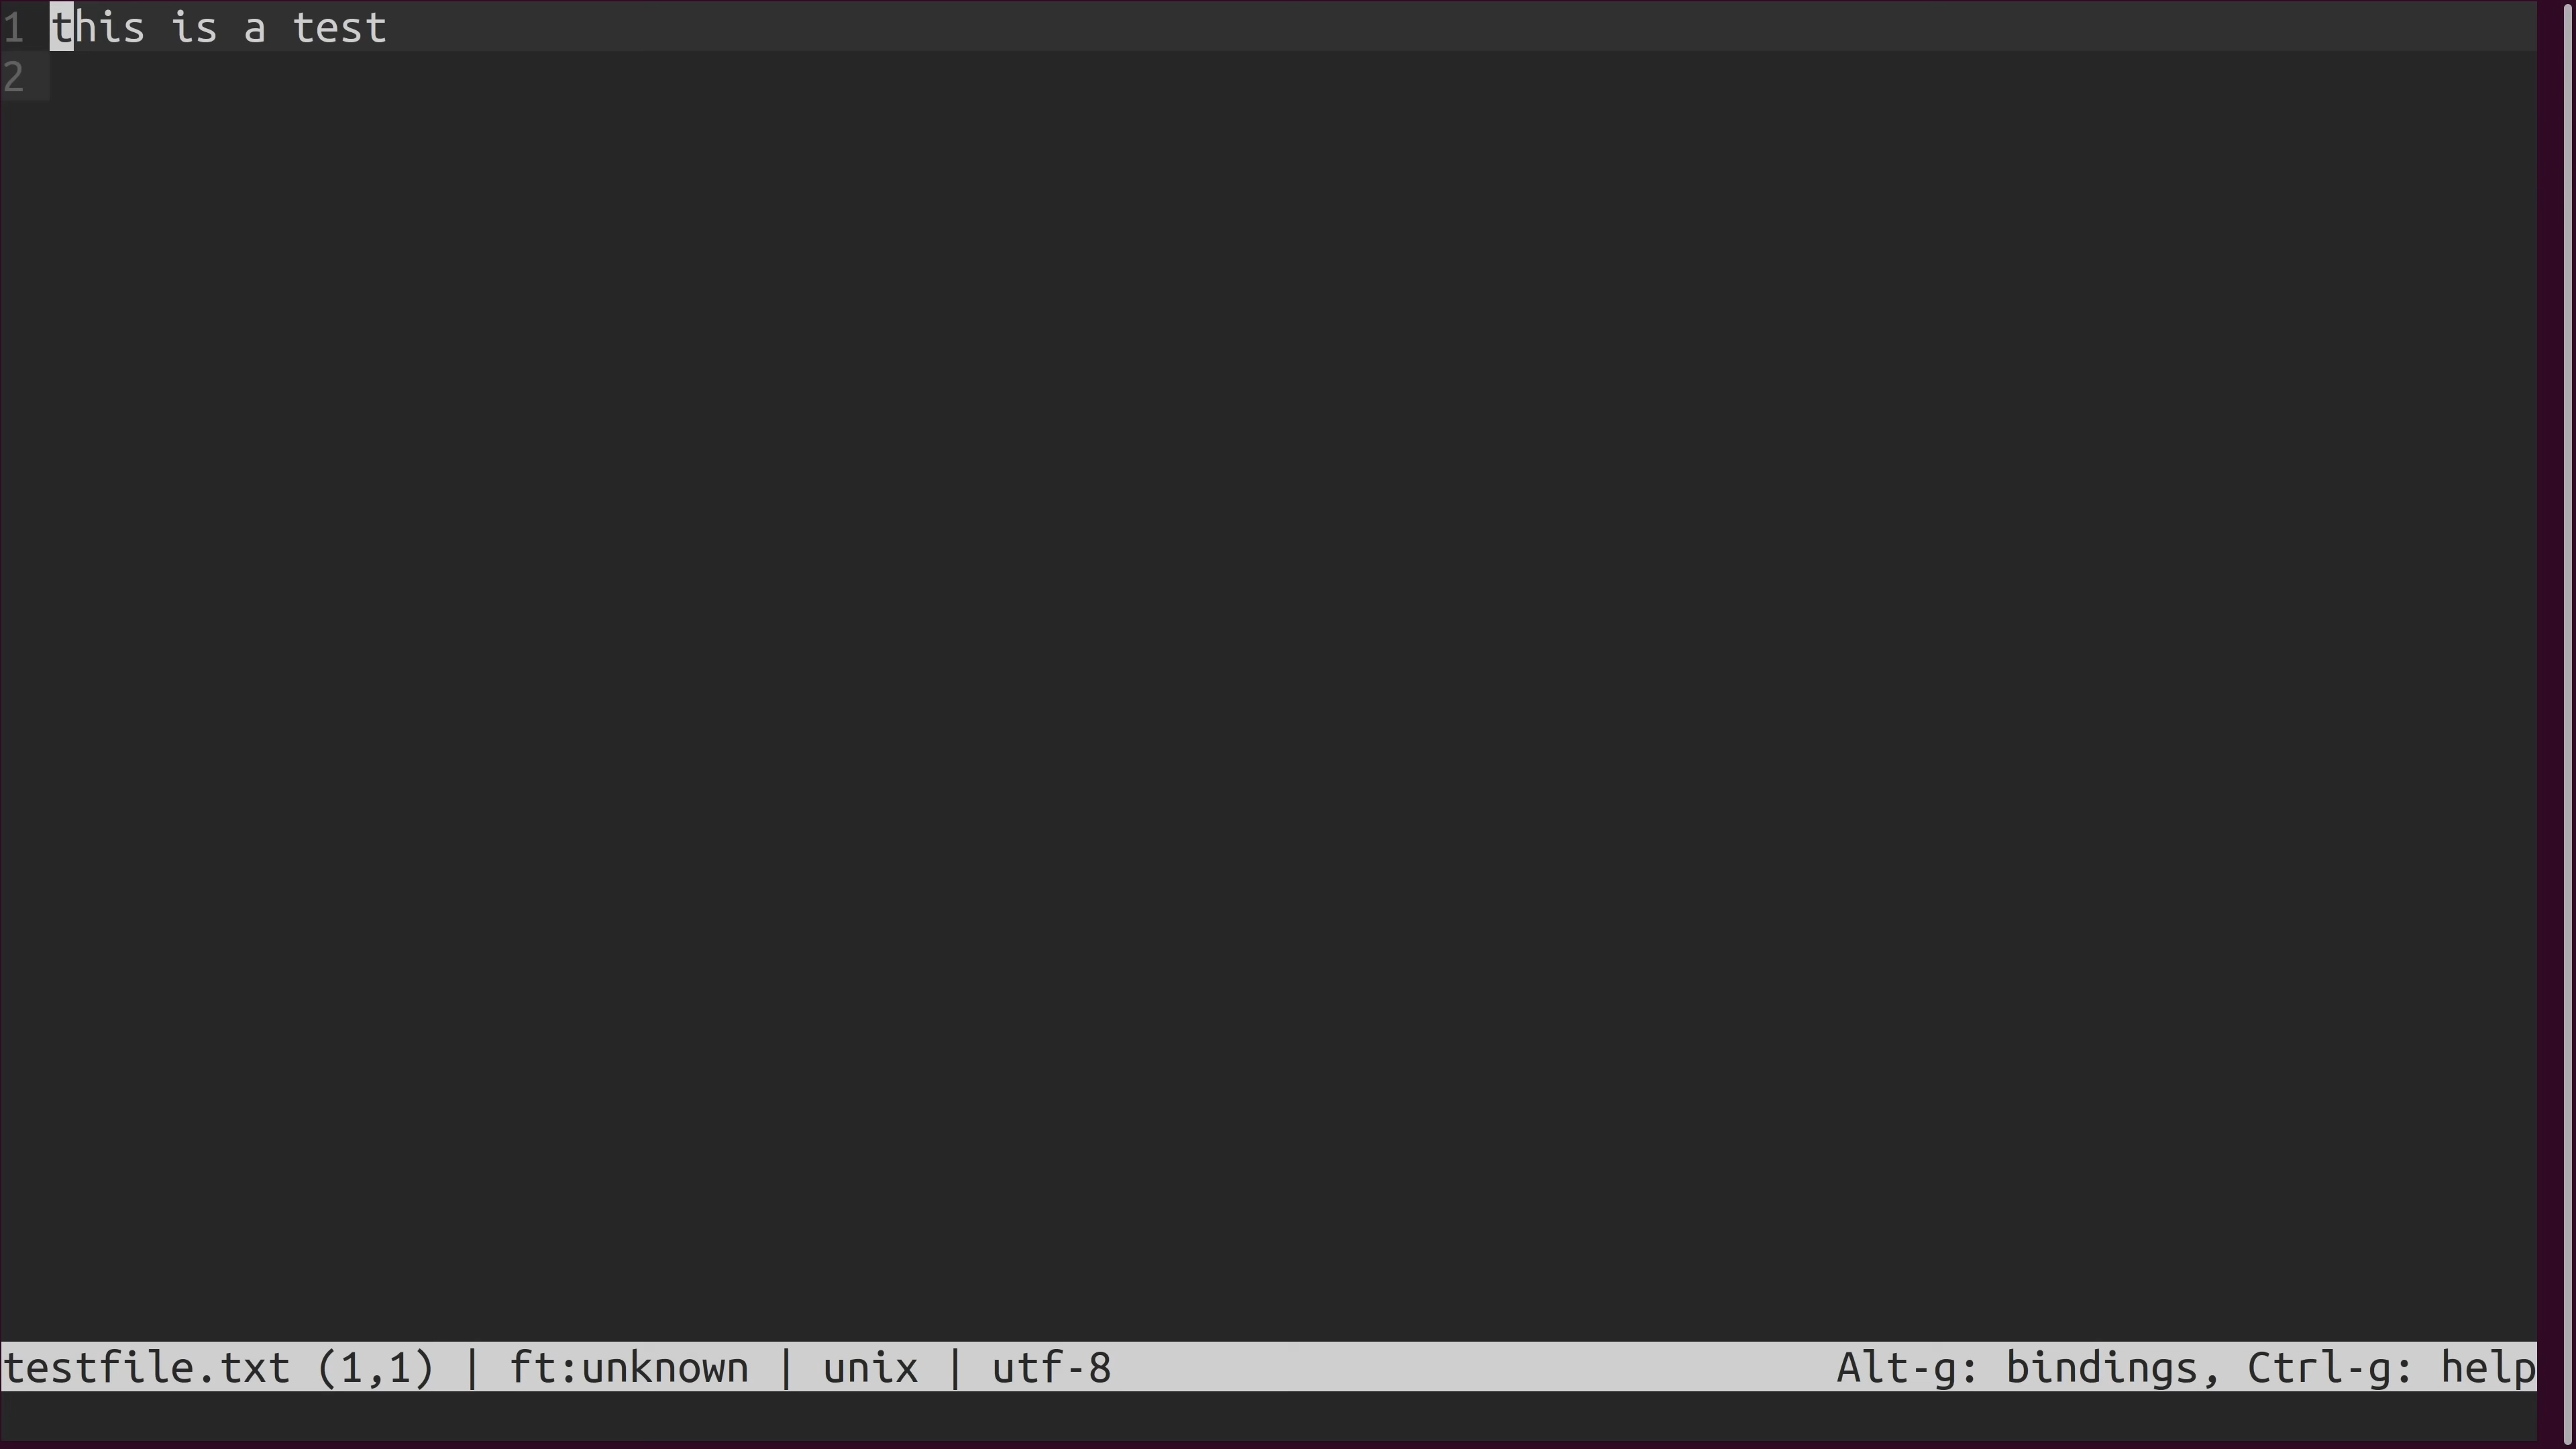 1 this is a test
2
testfile.txt (1,1) | ft:unknown | unix | utf-8 Alt-g: bindings, Ctrl-g: help